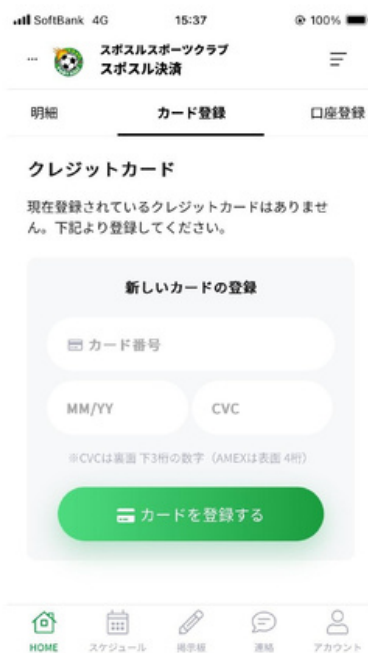 SoftBank 4G 15:37 100%
スポスルスポーツクラブ
スポスル決済
明細 カード登録 口座登録
クレジットカード
現在登録されているクレジットカードはありませ
ん。下記より登録してください。
新しいカードの登録
カード番号
MM/YY CVC
※CVCは裏面 下3桁の数字（AMEXは表面 4桁）
カードを登録する
HOME スケジュール 掲示板 連絡 アカウント